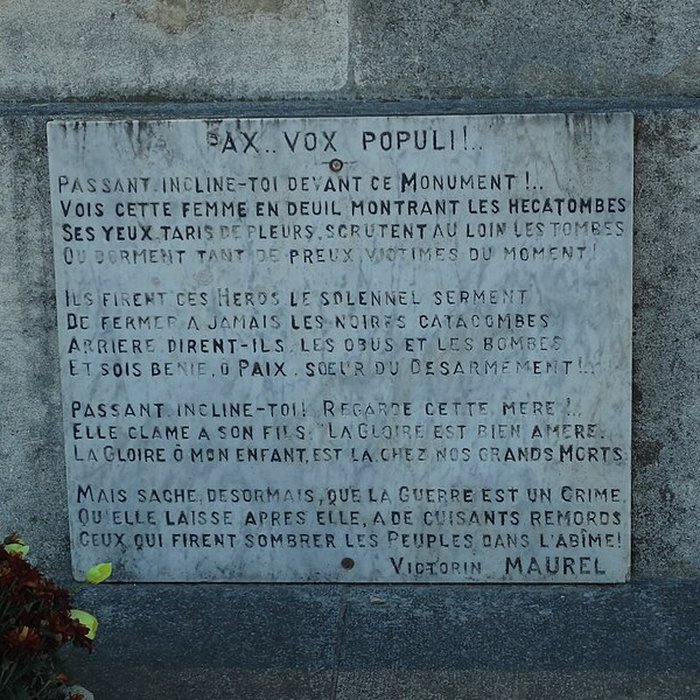 PAX.. VOX POPULI!..
PASSANT. INCLINE-TOI DEVANT CE MONUMENT !..
VOIS CETTE FEMME EN DEUIL MONTRANT LES HECATOMBES
SES YEUX, TARIS DE PLEURS, SCRUTENT AU LOIN LES TOMBES
OU DORMENT TANT DE PREUX, VICTIMES DU MOMENT!
ILS FIRENT CES HEROS LE SOLENNEL SERMENT
DE FERMER A JAMAIS LES NOIRES CATACOMBES
ARRIERE DIRENT-ILS, LES OBUS ET LES BOMBES
ET SOIS BENIE, O PAIX. SŒUR DU DESARMEMENT!..
PASSANT, INCLINE-TOI! REGARDE CETTE MERE !..
ELLE CLAME A SON FILS: "LA GLOIRE EST BIEN AMERE.
LA GLOIRE Ô MON ENFANT, EST LA, CHEZ NOS GRANDS MORTS
MAIS SACHE, DESORMAIS, QUE LA GUERRE EST UN CRIME.
QU'ELLE LAISSE APRES ELLE, A DE CUISANTS REMORDS
CEUX QUI FIRENT SOMBRER LES PEUPLES DANS L'ABÎME!
VICTORIN MAUREL